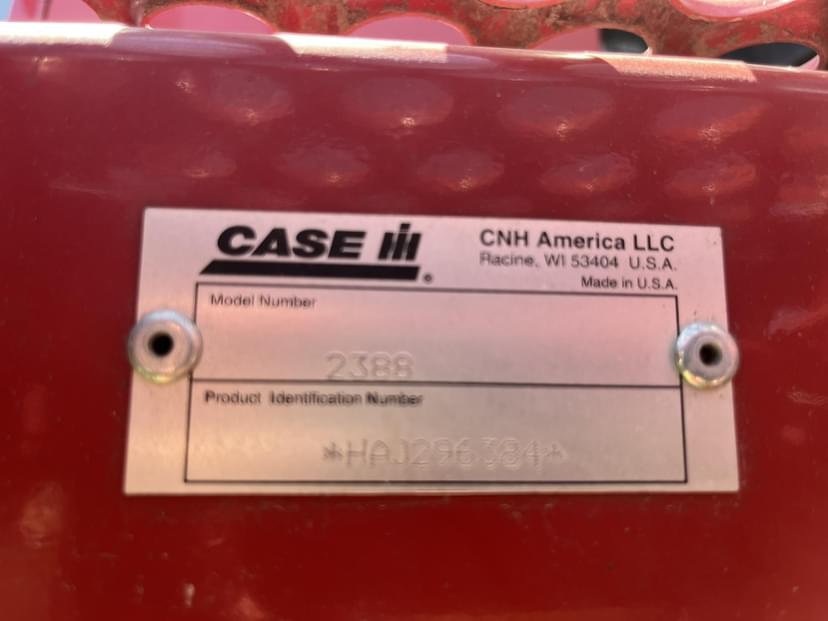 CASE IH®
CNH America LLC
Racine, WI 53404 U.S.A.
Made in U.S.A.
Model Number
2388
Product Identification Number
*HAJ296384*